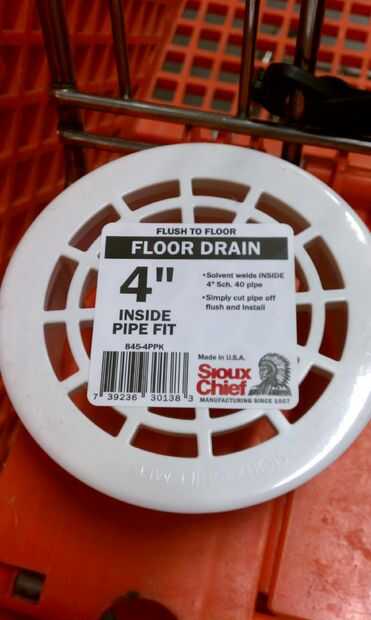 FLUSH TO FLOOR
FLOOR DRAIN
4"
INSIDE
PIPE FIT
845-4PPK
•Solvent welds INSIDE
4" Sch. 40 pipe
•Simply cut pipe off
flush and install
7 39236 30138 3
Made in U.S.A.
Sioux
Chief
MANUFACTURING SINCE 1957